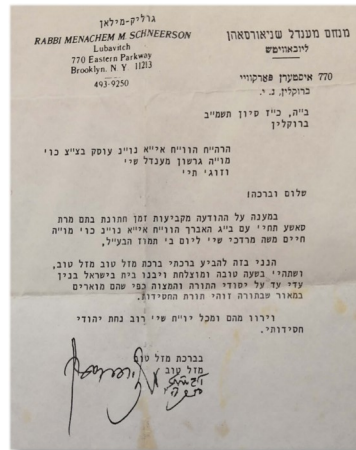 גרליק-מילאן
RABBI MENACHEM M. SCHNEERSON
Lubavitch
770 Eastern Parkway
Brooklyn, N. Y. 11213
493-9250
מנחם מענדל שניאורסאהן
ליובאוויטש
770 איסטערן פארקוויי
ברוקלין, נ. י.
ב"ה, כ"ז סיון תשמ"ב
ברוקלין
הרה"ח הוו"ח אי"א נו"נ עוסק בצ"צ כו'
מו"ה גרשון מענדל שי'
וזוג' תי'
שלום וברכה!
במענה על ההודעה מקביעות זמן חתונת בתם מרת
סאשע תחי' עם ב"ג האברך הוו"ח אי"א נו"נ כו' מו"ה
חיים משה מרדכי שי' ליום ב' תמוז הבע"ל,
הנני בזה להביע ברכתי ברכת מזל טוב מזל טוב,
ושתהי' בשעה טובה ומוצלחת ויבנו בית בישראל בנין
עדי עד על יסודי התורה והמצוה כפי שהם מוארים
במאור שבתורה זוהי תורת החסידות.
וירוו מהם ומכל יו"ח שי' רוב נחת יהודי
חסידותי.
בברכת מזל טוב
מזל טוב